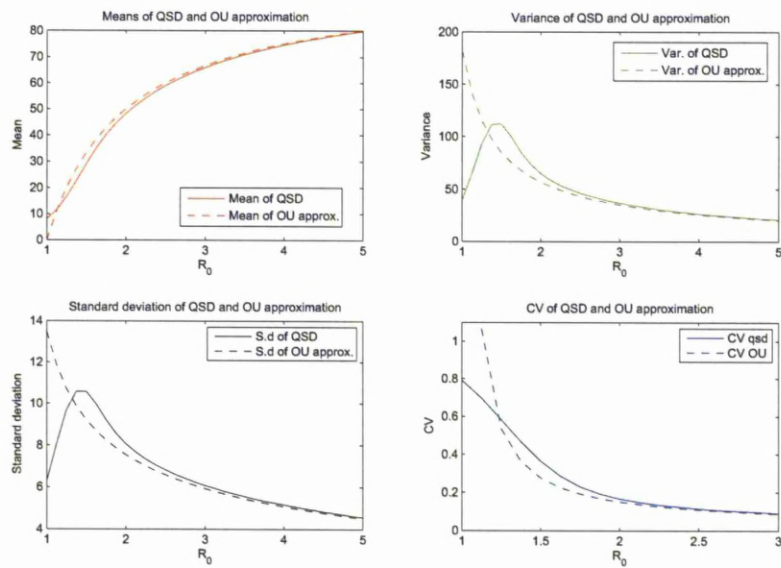 Means of QSD and OU approximation
80
70
60
50
40
30
20
10
0
Mean
Mean of QSD
Mean of OU approx.
1
2
3
4
5
R0
Variance of QSD and OU approximation
200
150
100
50
0
Variance
Var. of QSD
Var. of OU approx.
1
2
3
4
5
R0
Standard deviation of QSD and OU approximation
14
12
10
8
6
4
Standard deviation
S.d of QSD
S.d of OU approx.
1
2
3
4
5
R0
CV of QSD and OU approximation
1
0.8
0.6
0.4
0.2
0
CV
CV qsd
CV OU
1
1.5
2
2.5
3
R0